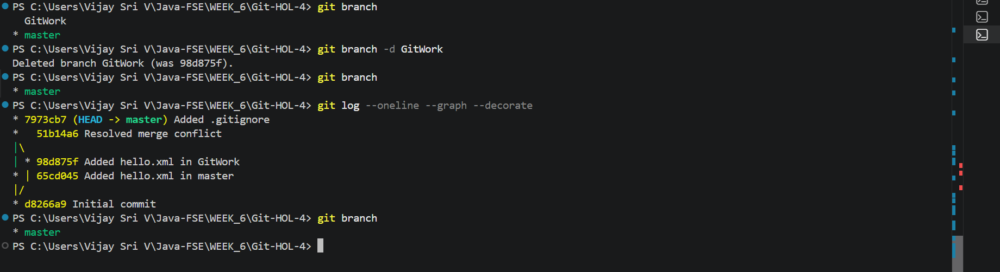 PS C:\Users\Vijay Sri V\Java-FSE\WEEK_6\Git-HOL-4> git branch
  GitWork
* master
PS C:\Users\Vijay Sri V\Java-FSE\WEEK_6\Git-HOL-4> git branch -d GitWork
Deleted branch GitWork (was 98d875f).
PS C:\Users\Vijay Sri V\Java-FSE\WEEK_6\Git-HOL-4> git branch
* master
PS C:\Users\Vijay Sri V\Java-FSE\WEEK_6\Git-HOL-4> git log --oneline --graph --decorate
* 7973cb7 (HEAD -> master) Added .gitignore
*   51b14a6 Resolved merge conflict
|\
| * 98d875f Added hello.xml in GitWork
* | 65cd045 Added hello.xml in master
|/
* d8266a9 Initial commit
PS C:\Users\Vijay Sri V\Java-FSE\WEEK_6\Git-HOL-4> git branch
* master
PS C:\Users\Vijay Sri V\Java-FSE\WEEK_6\Git-HOL-4>